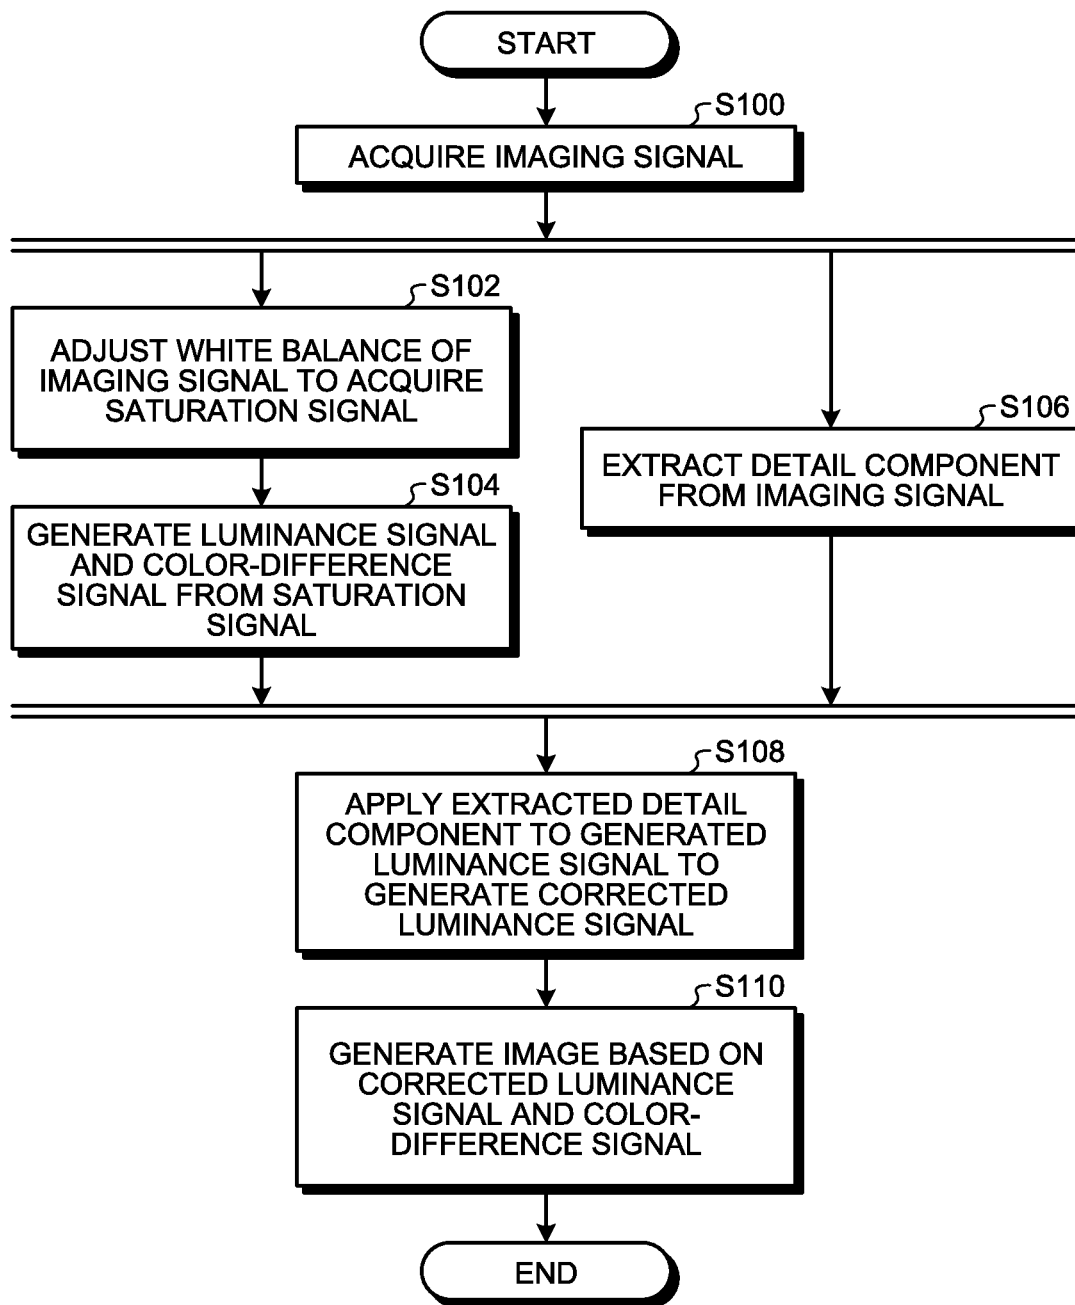 START
S100
ACQUIRE IMAGING SIGNAL
S102
ADJUST WHITE BALANCE OF
IMAGING SIGNAL TO ACQUIRE
SATURATION SIGNAL
S104
GENERATE LUMINANCE SIGNAL
AND COLOR-DIFFERENCE
SIGNAL FROM SATURATION
SIGNAL
S106
EXTRACT DETAIL COMPONENT
FROM IMAGING SIGNAL
S108
APPLY EXTRACTED DETAIL
COMPONENT TO GENERATED
LUMINANCE SIGNAL TO
GENERATE CORRECTED
LUMINANCE SIGNAL
S110
GENERATE IMAGE BASED ON
CORRECTED LUMINANCE
SIGNAL AND COLOR-
DIFFERENCE SIGNAL
END